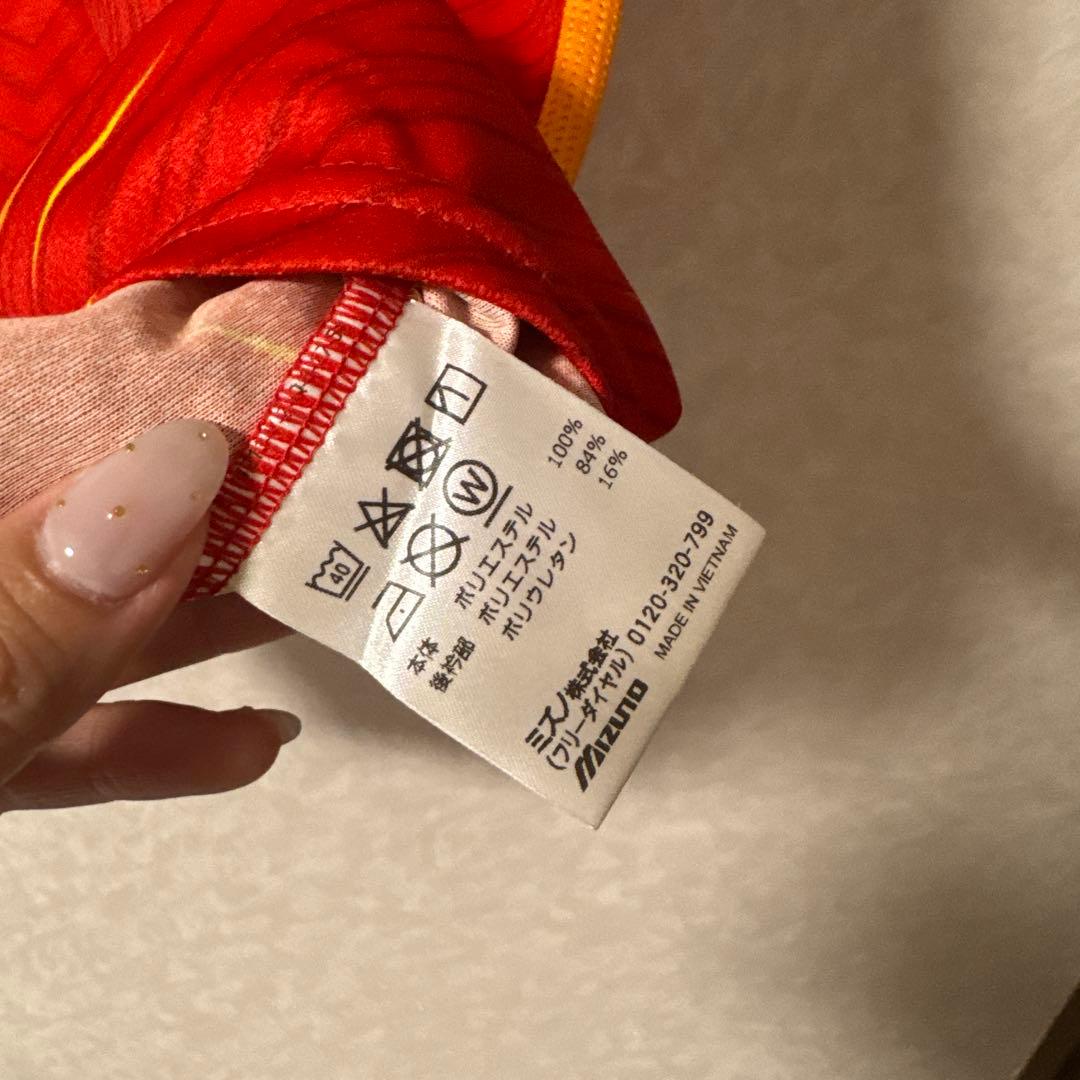 40
W
本体 ポリエステル 100%
後衿部 ポリエステル 84%
ポリウレタン 16%
ミズノ株式会社
(フリーダイヤル) 0120-320-799
MIZUNO MADE IN VIETNAM